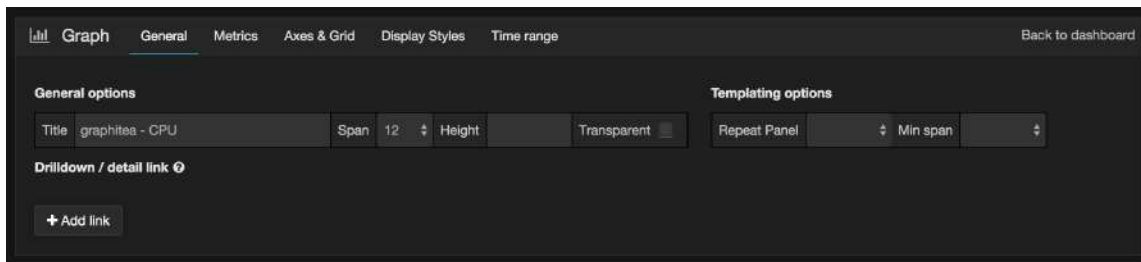 Graph General Metrics Axes & Grid Display Styles Time range Back to dashboard
General options Templating options
Title graphitea - CPU Span 12 Height Transparent Repeat Panel Min span
Drilldown / detail link
+ Add link